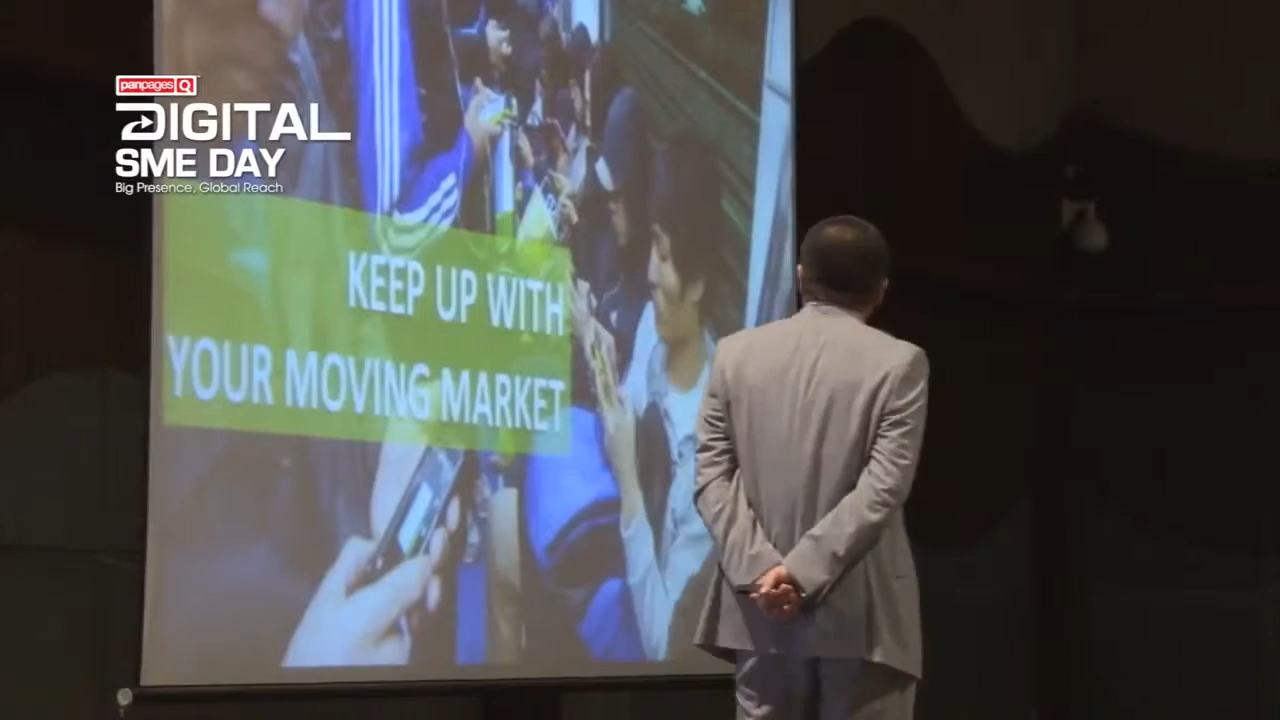 panpages
DIGITAL
SME DAY
Big Presence, Global Reach
KEEP UP WITH
YOUR MOVING MARKET